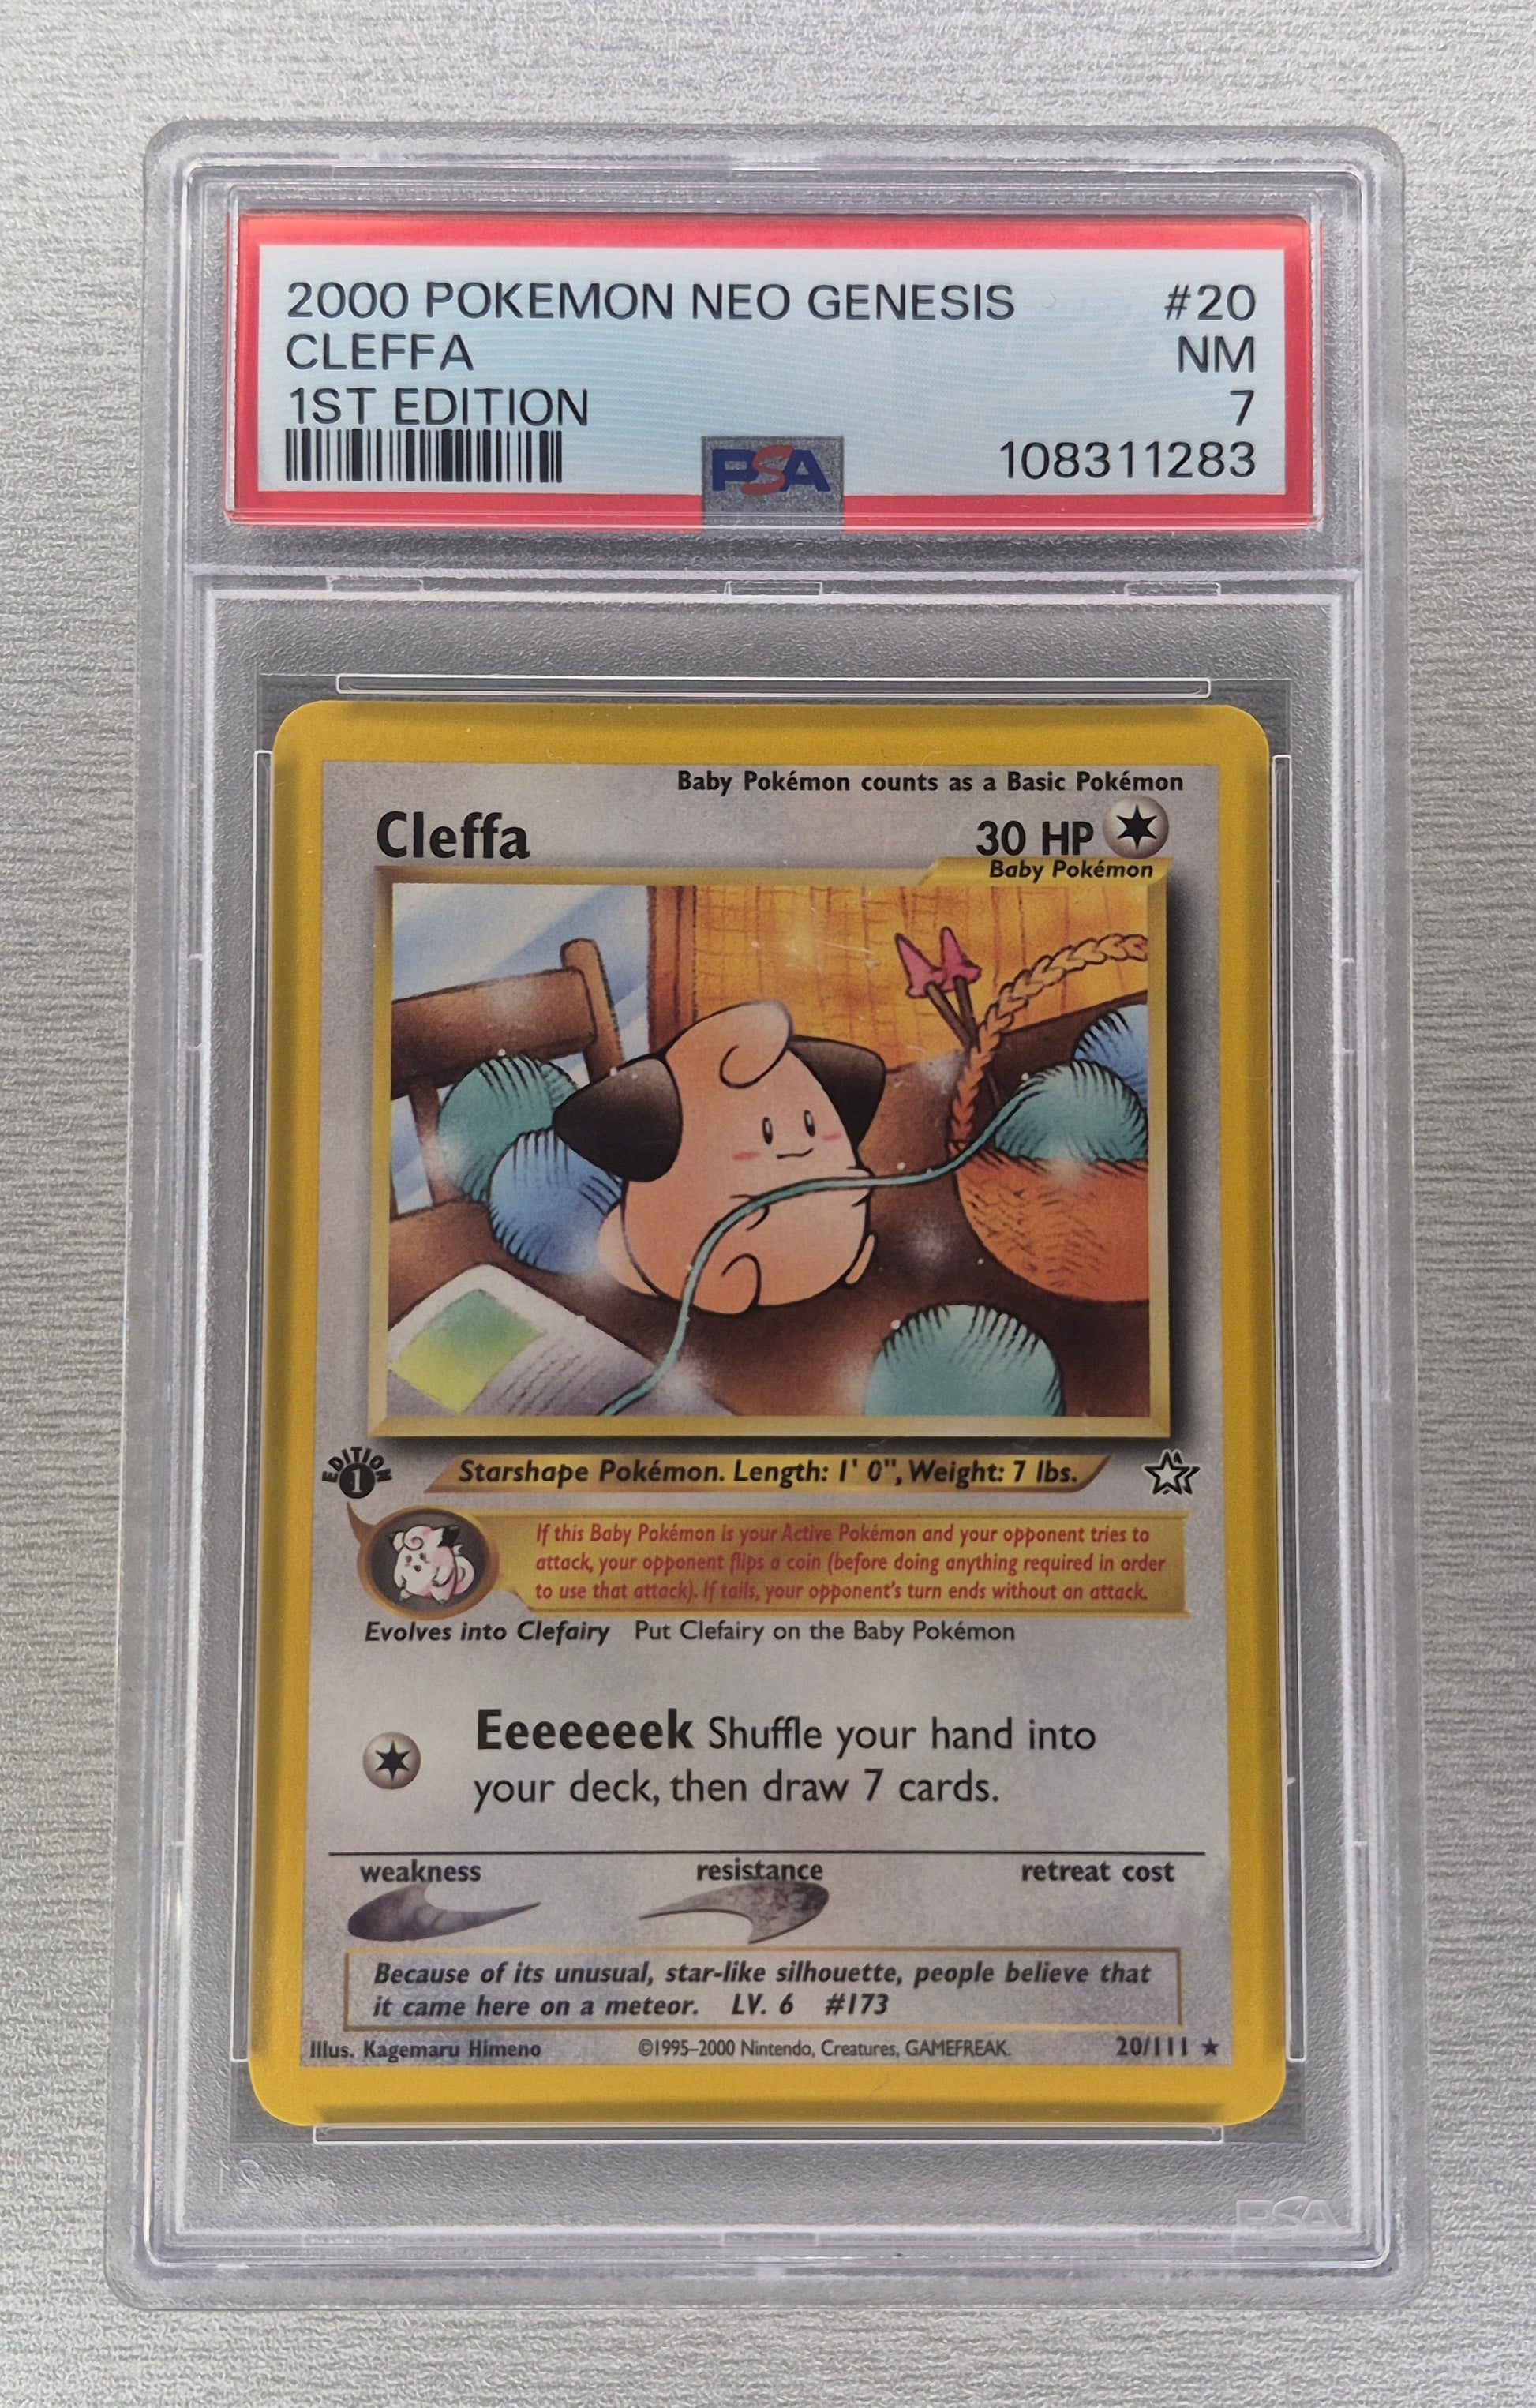 2000 POKEMON NEO GENESIS #20
CLEFFA NM
1ST EDITION 7
PSA 108311283
Baby Pokémon counts as a Basic Pokémon
Cleffa 30 HP
Baby Pokémon
EDITION
1
Starshape Pokémon. Length: 1' 0", Weight: 7 lbs.
If this Baby Pokémon is your Active Pokémon and your opponent tries to
attack, your opponent flips a coin (before doing anything required in order
to use that attack). If tails, your opponent's turn ends without an attack.
Evolves into Clefairy Put Clefairy on the Baby Pokémon
Eeeeeeek Shuffle your hand into
your deck, then draw 7 cards.
weakness resistance retreat cost
Because of its unusual, star-like silhouette, people believe that
it came here on a meteor. LV. 6 #173
Illus. Kagemaru Himeno ©1995–2000 Nintendo, Creatures, GAMEFREAK. 20/111 ★
PSA